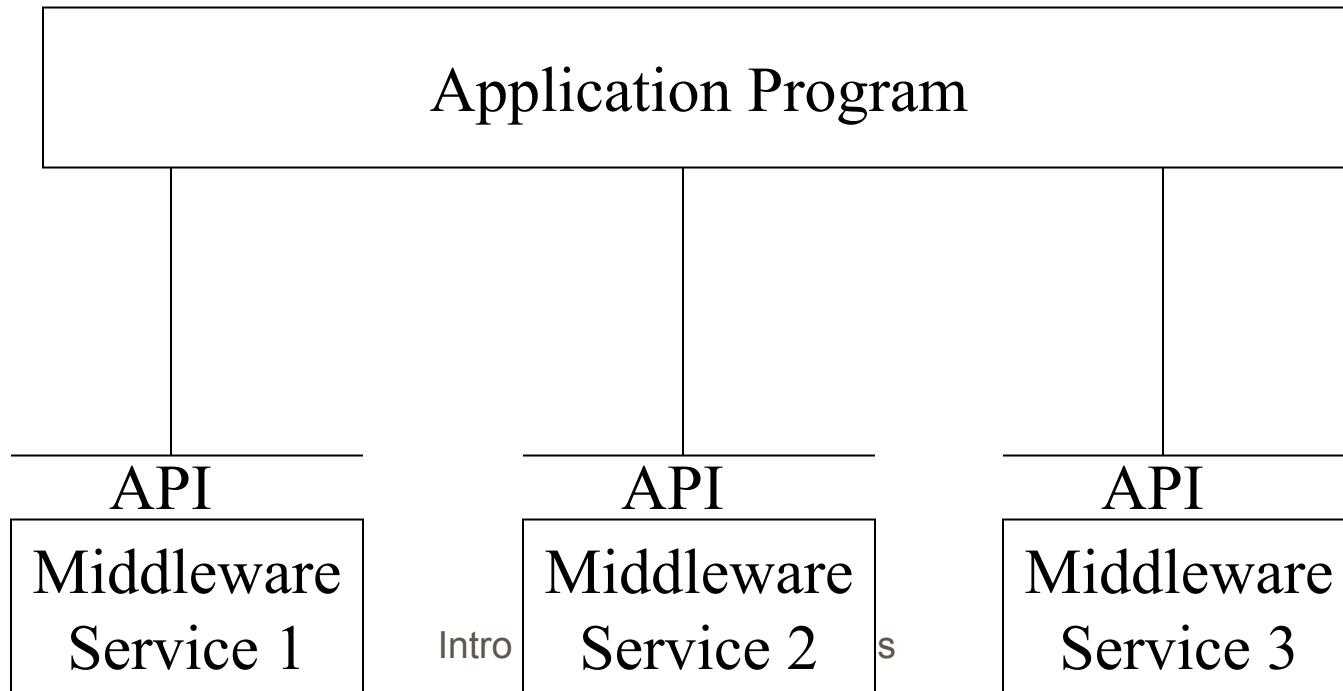 Application Program
API API API
Middleware Middleware Middleware
Service 1 Service 2 Service 3
Intro